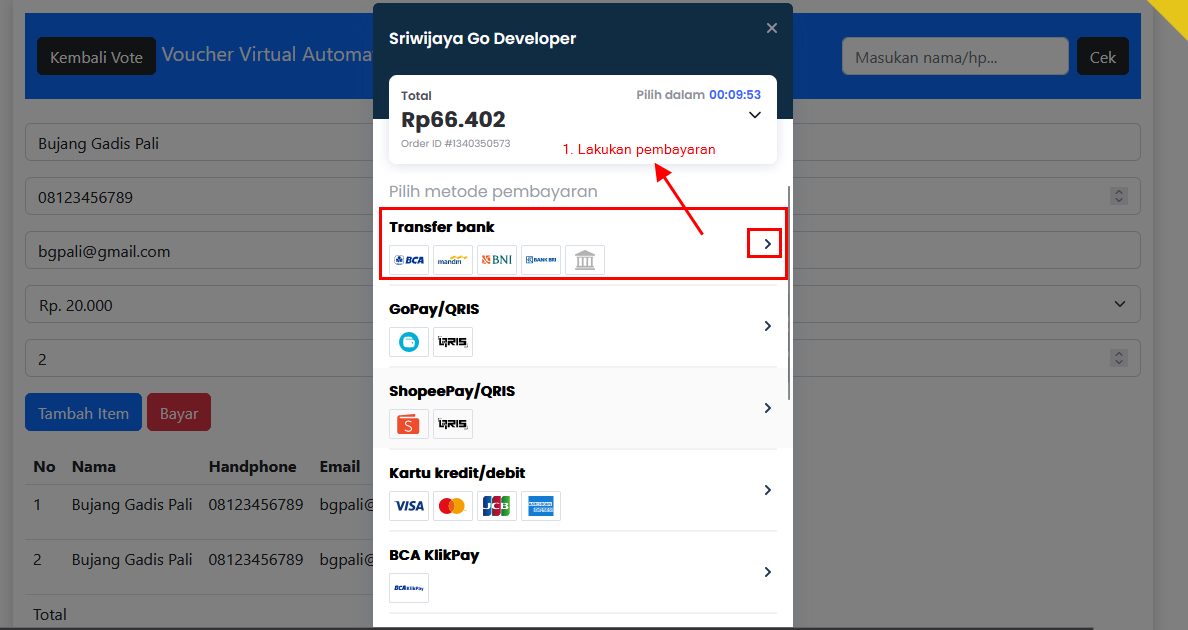 Kembali Vote
Voucher Virtual Automa
Masukan nama/hp...
Cek
Bujang Gadis Pali
08123456789
bgpali@gmail.com
Rp. 20.000
2
Tambah Item
Bayar
No Nama Handphone Email
1 Bujang Gadis Pali 08123456789 bgpali@
2 Bujang Gadis Pali 08123456789 bgpali@
Total
Sriwijaya Go Developer
×
Total
Pilih dalam 00:09:53
Rp66.402
Order ID #1340350573
1. Lakukan pembayaran
Pilih metode pembayaran
Transfer bank
BCA mandiri BNI BANK BRI
GoPay/QRIS
QRIS
ShopeePay/QRIS
S QRIS
Kartu kredit/debit
VISA JCB AMERICAN EXPRESS
BCA KlikPay
BCA KlikPay